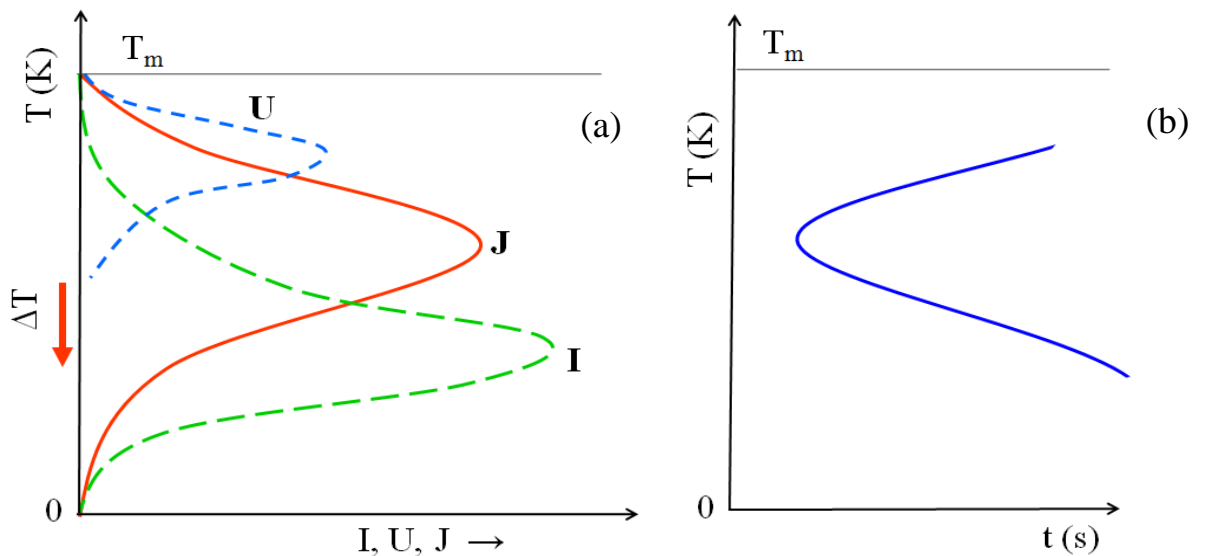 T (K)
Tm
U
(a)
J
ΔT
I
0
I, U, J →
T (K)
Tm
(b)
0
t (s)